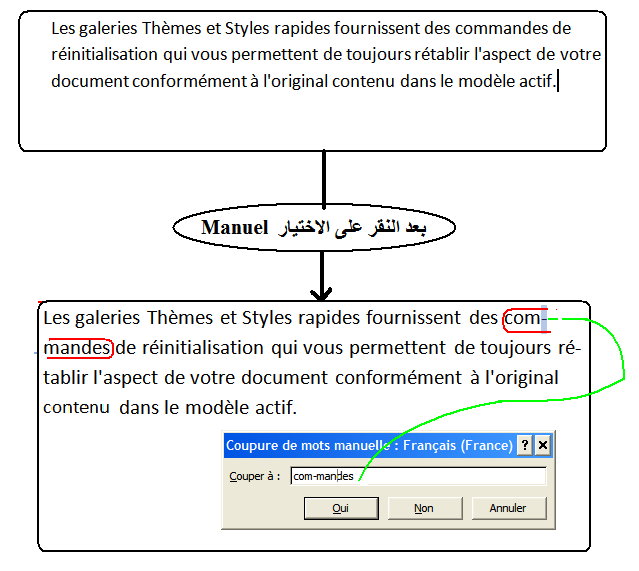 Les galeries Thèmes et Styles rapides fournissent des commandes de
réinitialisation qui vous permettent de toujours rétablir l'aspect de votre
document conformément à l'original contenu dans le modèle actif.
بعد النقر على الاختيار Manuel
Les galeries Thèmes et Styles rapides fournissent des com-
mandes de réinitialisation qui vous permettent de toujours ré-
tablir l'aspect de votre document conformément à l'original
contenu dans le modèle actif.
Coupure de mots manuelle : Français (France)
Couper à : com-mandes
Oui Non Annuler